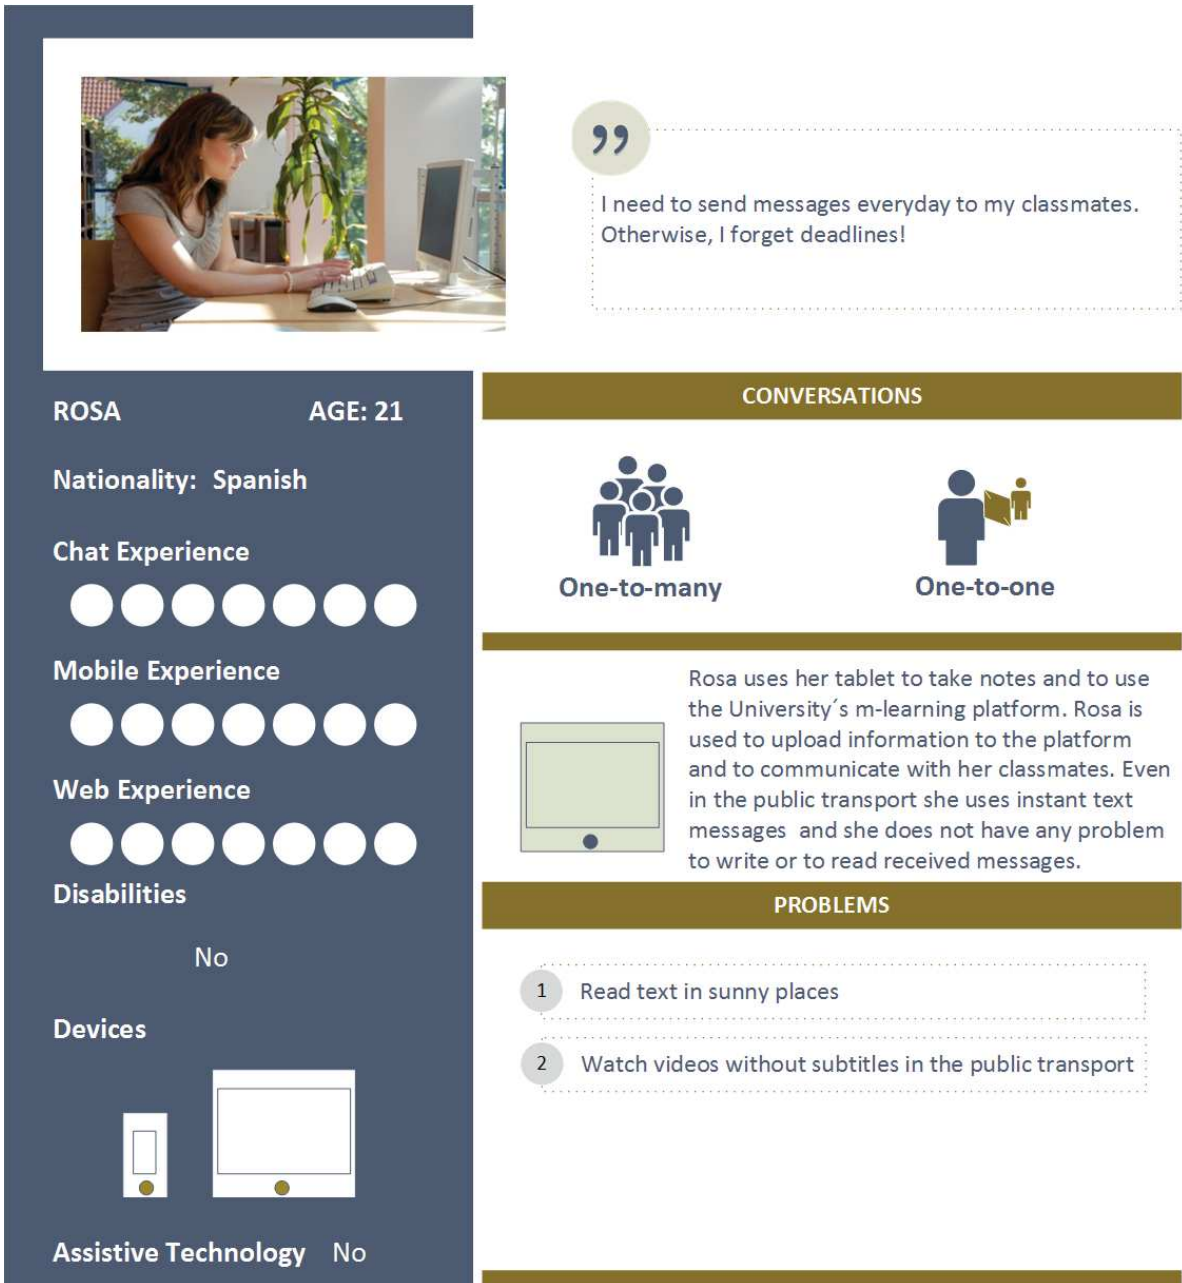 ”
I need to send messages everyday to my classmates.
Otherwise, I forget deadlines!
ROSA AGE: 21
Nationality: Spanish
Chat Experience
Mobile Experience
Web Experience
Disabilities
No
Devices
Assistive Technology No
CONVERSATIONS
One-to-many
One-to-one
Rosa uses her tablet to take notes and to use
the University´s m-learning platform. Rosa is
used to upload information to the platform
and to communicate with her classmates. Even
in the public transport she uses instant text
messages and she does not have any problem
to write or to read received messages.
PROBLEMS
1 Read text in sunny places
2 Watch videos without subtitles in the public transport